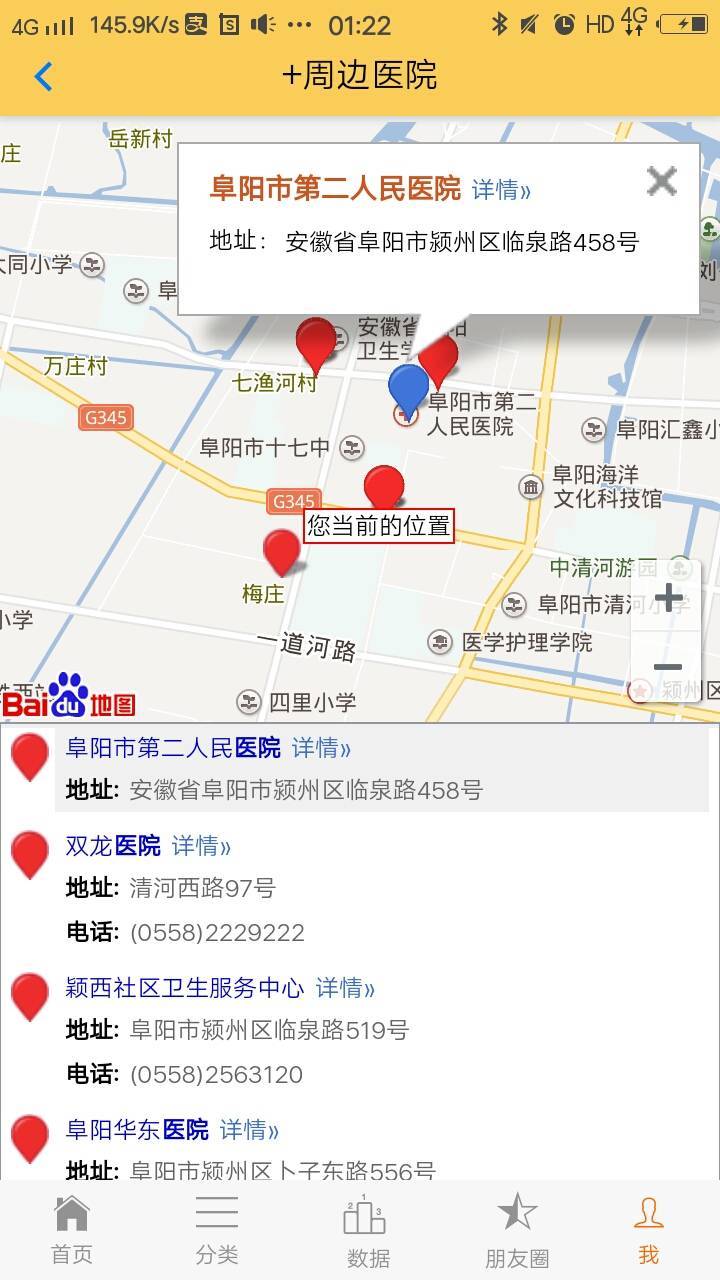 4G 145.9K/s 01:22 HD 4G
+周边医院
岳新村
庄
阜阳市第二人民医院 详情»
地址： 安徽省阜阳市颍州区临泉路458号
大同小学
阜
刘
安徽省阜阳
卫生学
万庄村
七渔河村
G345
阜阳市第二
人民医院
阜阳汇鑫小
阜阳市十七中
阜阳海洋
文化科技馆
G345
您当前的位置
中清河游园
梅庄
+
阜阳市清河小学
小学
一道河路
医学护理学院
−
Bai du 地图
四里小学
颍州区
阜阳市第二人民医院 详情»
地址: 安徽省阜阳市颍州区临泉路458号
双龙医院 详情»
地址: 清河西路97号
电话: (0558)2229222
颖西社区卫生服务中心 详情»
地址: 阜阳市颍州区临泉路519号
电话: (0558)2563120
阜阳华东医院 详情»
地址: 阜阳市颍州区卜子东路556号
首页 分类 数据 朋友圈 我